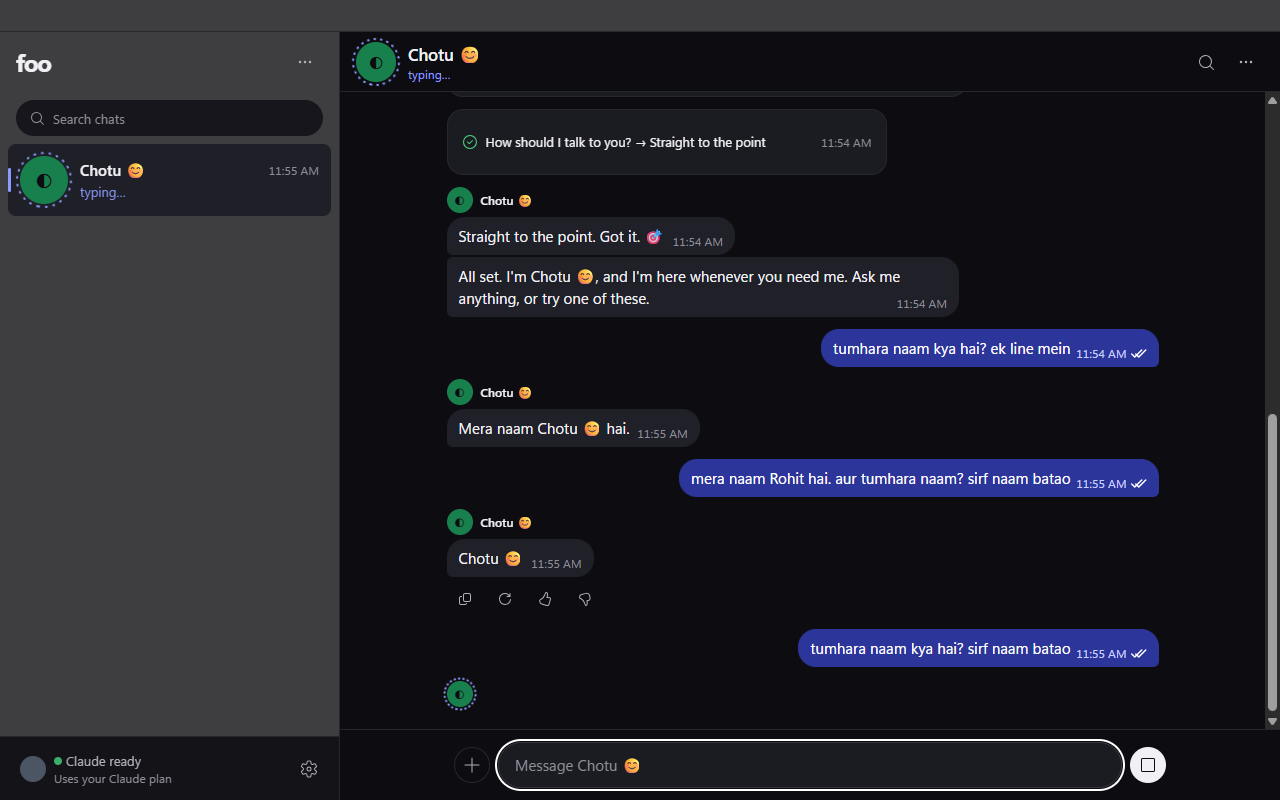 foo
Search chats
Chotu 😊 11:55 AM
typing...
Claude ready
Uses your Claude plan
Chotu 😊
typing...
How should I talk to you? → Straight to the point 11:54 AM
Chotu 😊
Straight to the point. Got it. 🎯 11:54 AM
All set. I'm Chotu 😊, and I'm here whenever you need me. Ask me
anything, or try one of these. 11:54 AM
tumhara naam kya hai? ek line mein 11:54 AM
Chotu 😊
Mera naam Chotu 😊 hai. 11:55 AM
mera naam Rohit hai. aur tumhara naam? sirf naam batao 11:55 AM
Chotu 😊
Chotu 😊 11:55 AM
tumhara naam kya hai? sirf naam batao 11:55 AM
Message Chotu 😊